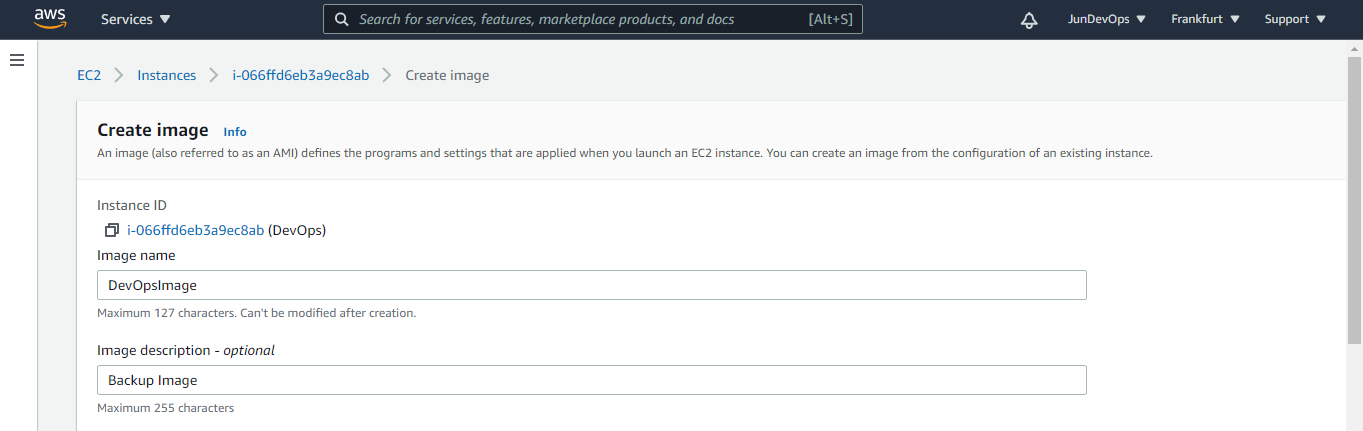 aws Services Search for services, features, marketplace products, and docs [Alt+S] JunDevOps Frankfurt Support
EC2 Instances i-066ffd6eb3a9ec8ab Create image
Create image Info
An image (also referred to as an AMI) defines the programs and settings that are applied when you launch an EC2 instance. You can create an image from the configuration of an existing instance.
Instance ID
i-066ffd6eb3a9ec8ab (DevOps)
Image name
DevOpsImage
Maximum 127 characters. Can't be modified after creation.
Image description - optional
Backup Image
Maximum 255 characters